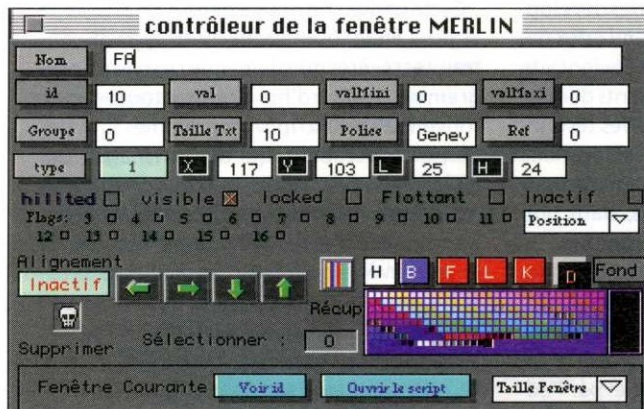 contrôleur de la fenêtre MERLIN
Nom FA
id 10 val 0 valMini 0 valMaxi 0
Groupe 0 Taille Txt 10 Police Genev Ref 0
type 1 X 117 Y 103 L 25 H 24
hilited visible locked Flottant Inactif
Flags: 3 4 5 6 7 8 9 10 11 Position
12 13 14 15 16
Alignement
Inactif
H B F L K D Fond
Récup
Sélectionner : 0
Supprimer
Fenêtre Courante Voir id Ouvrir le script Taille Fenêtre